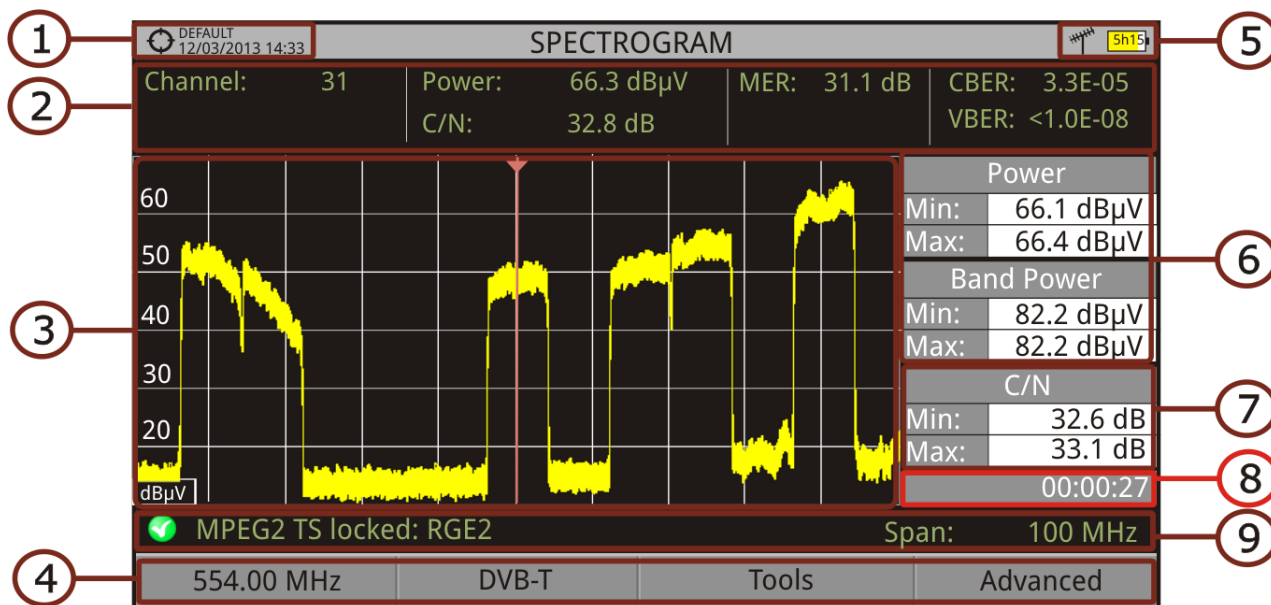 1
DEFAULT
12/03/2013 14:33
SPECTROGRAM
5h15
5
2
Channel: 31
Power: 66.3 dBµV
MER: 31.1 dB
CBER: 3.3E-05
C/N: 32.8 dB
VBER: <1.0E-08
3
60
50
40
30
20
dBµV
Power
Min: 66.1 dBµV
Max: 66.4 dBµV
Band Power
Min: 82.2 dBµV
Max: 82.2 dBµV
6
C/N
Min: 32.6 dB
Max: 33.1 dB
7
00:00:27
8
MPEG2 TS locked: RGE2
Span: 100 MHz
9
4
554.00 MHz
DVB-T
Tools
Advanced